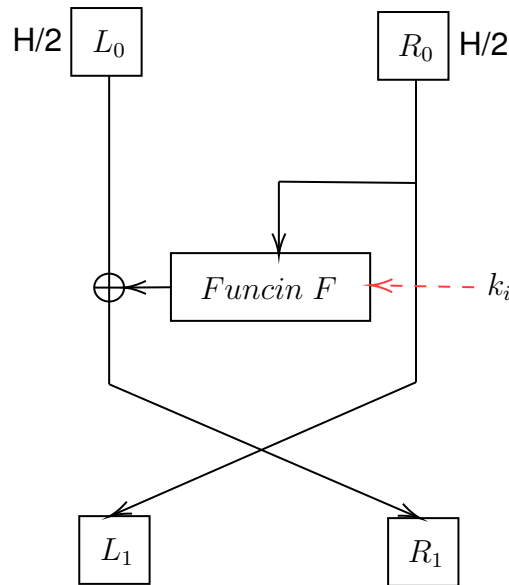 H/2 L₀ R₀ H/2
Funcin F
kᵢ
L₁ R₁